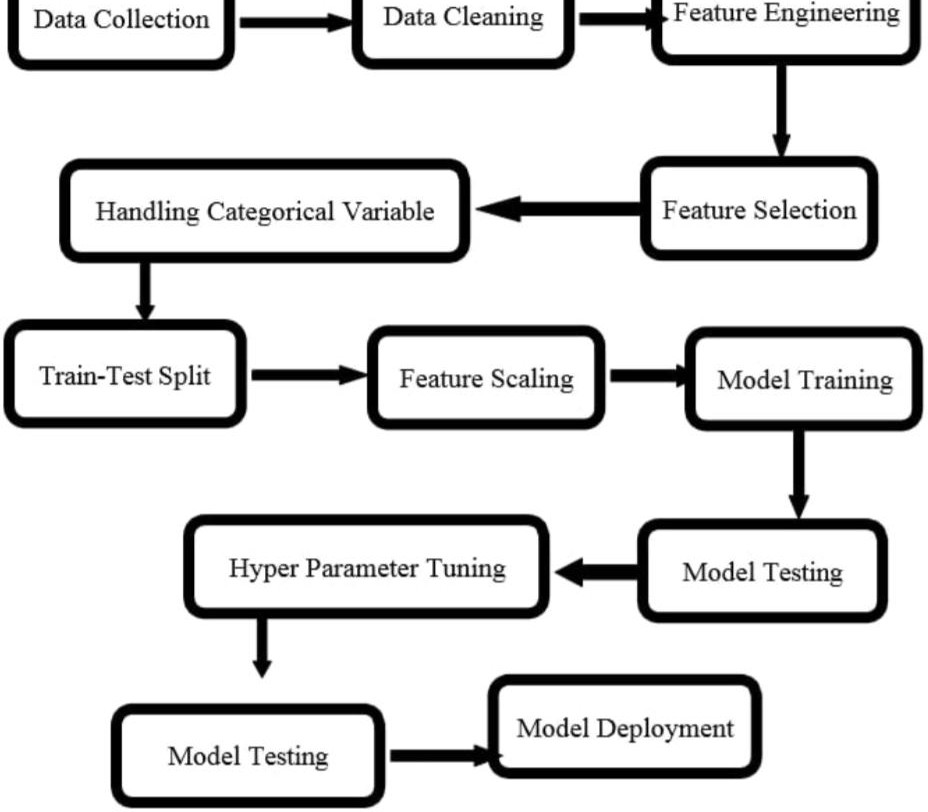 Data Collection
Data Cleaning
Feature Engineering
Feature Selection
Handling Categorical Variable
Train-Test Split
Feature Scaling
Model Training
Model Testing
Hyper Parameter Tuning
Model Testing
Model Deployment